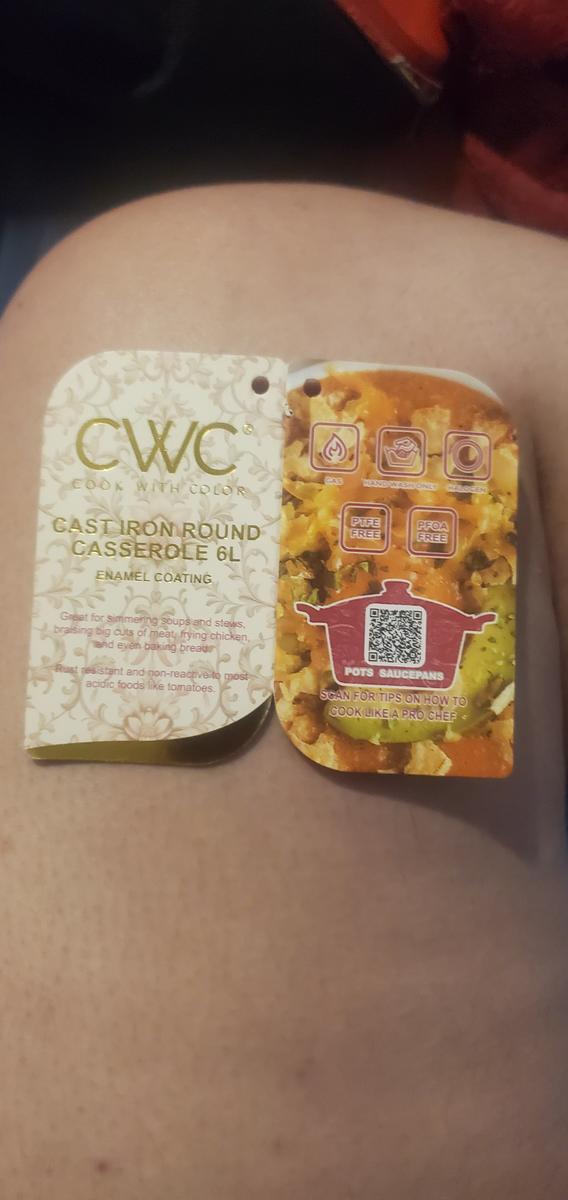 CWC®
COOK WITH COLOR
CAST IRON ROUND
CASSEROLE 6L
ENAMEL COATING
Great for simmering soups and stews,
braising big cuts of meat, frying chicken,
and even baking bread.
Rust resistant and non-reactive to most
acidic foods like tomatoes.
GAS
HAND WASH ONLY
HALOGEN
PTFE
FREE
PFOA
FREE
POTS SAUCEPANS
SCAN FOR TIPS ON HOW TO
COOK LIKE A PRO CHEF